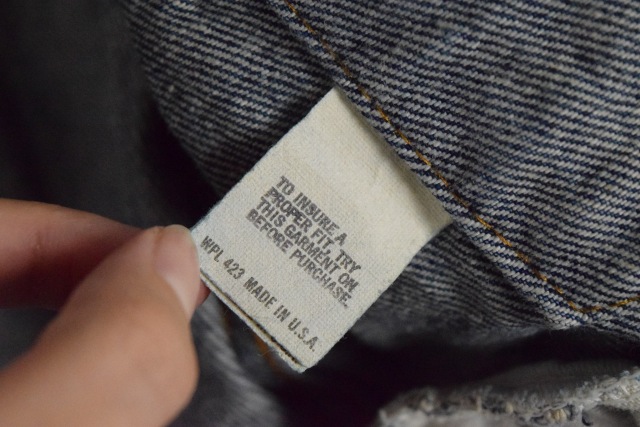 TO INSURE A
PROPER FIT, TRY
THIS GARMENT ON
BEFORE PURCHASE.
WPL 423 MADE IN U.S.A.